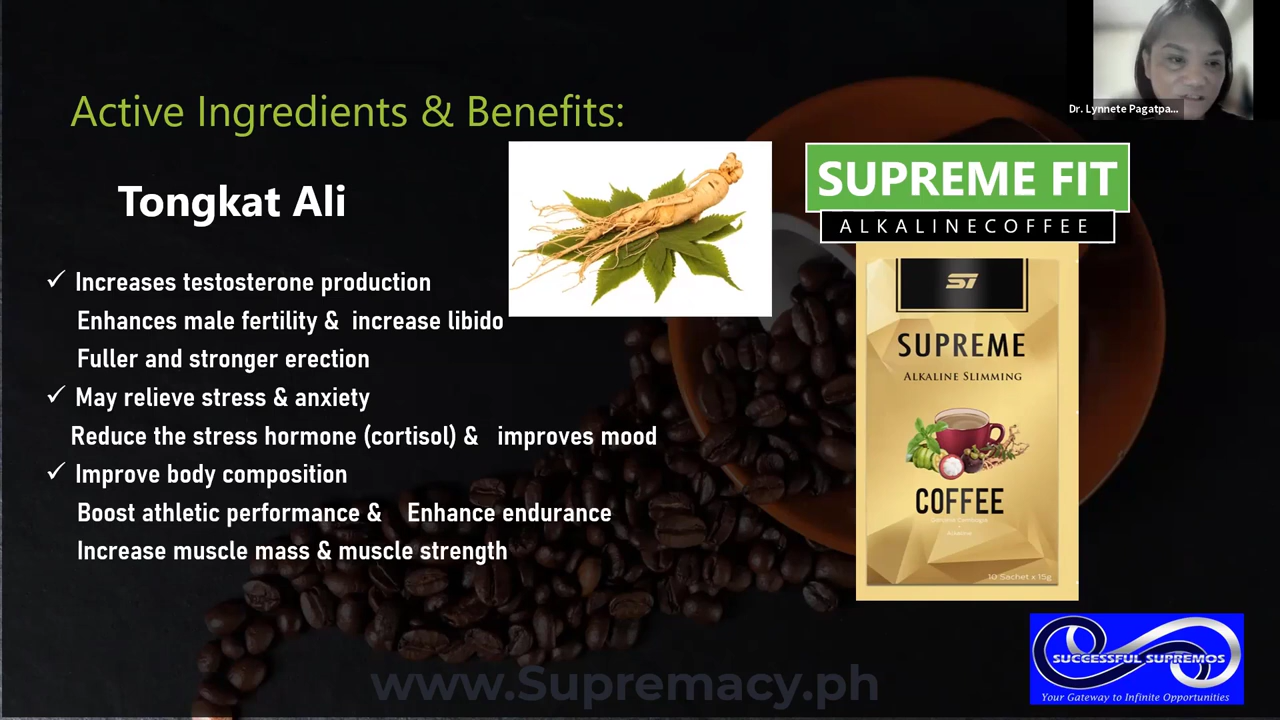 Dr. Lynnete Pagatpa...
Active Ingredients & Benefits:
Tongkat Ali
✓ Increases testosterone production
Enhances male fertility & increase libido
Fuller and stronger erection
✓ May relieve stress & anxiety
Reduce the stress hormone (cortisol) & improves mood
✓ Improve body composition
Boost athletic performance & Enhance endurance
Increase muscle mass & muscle strength
SUPREME FIT
ALKALINECOFFEE
ST
SUPREME
ALKALINE SLIMMING
COFFEE
10 Sachet x 15g
SUCCESSFUL SUPREMOS
Your Gateway to Infinite Opportunities
www.Supremacy.ph